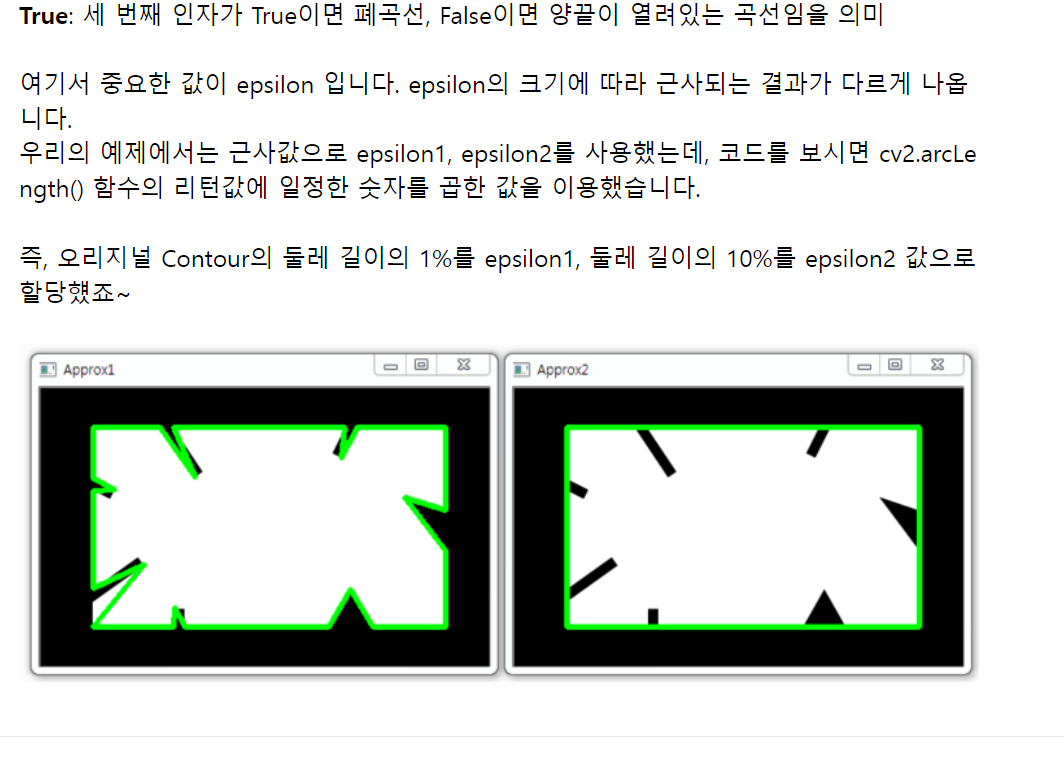 True: 세 번째 인자가 True이면 폐곡선, False이면 양끝이 열려있는 곡선임을 의미
여기서 중요한 값이 epsilon 입니다. epsilon의 크기에 따라 근사되는 결과가 다르게 나옵
니다.
우리의 예제에서는 근사값으로 epsilon1, epsilon2를 사용했는데, 코드를 보시면 cv2.arcLe
ngth() 함수의 리턴값에 일정한 숫자를 곱한 값을 이용했습니다.
즉, 오리지널 Contour의 둘레 길이의 1%를 epsilon1, 둘레 길이의 10%를 epsilon2 값으로
할당했죠~
Approx1
Approx2